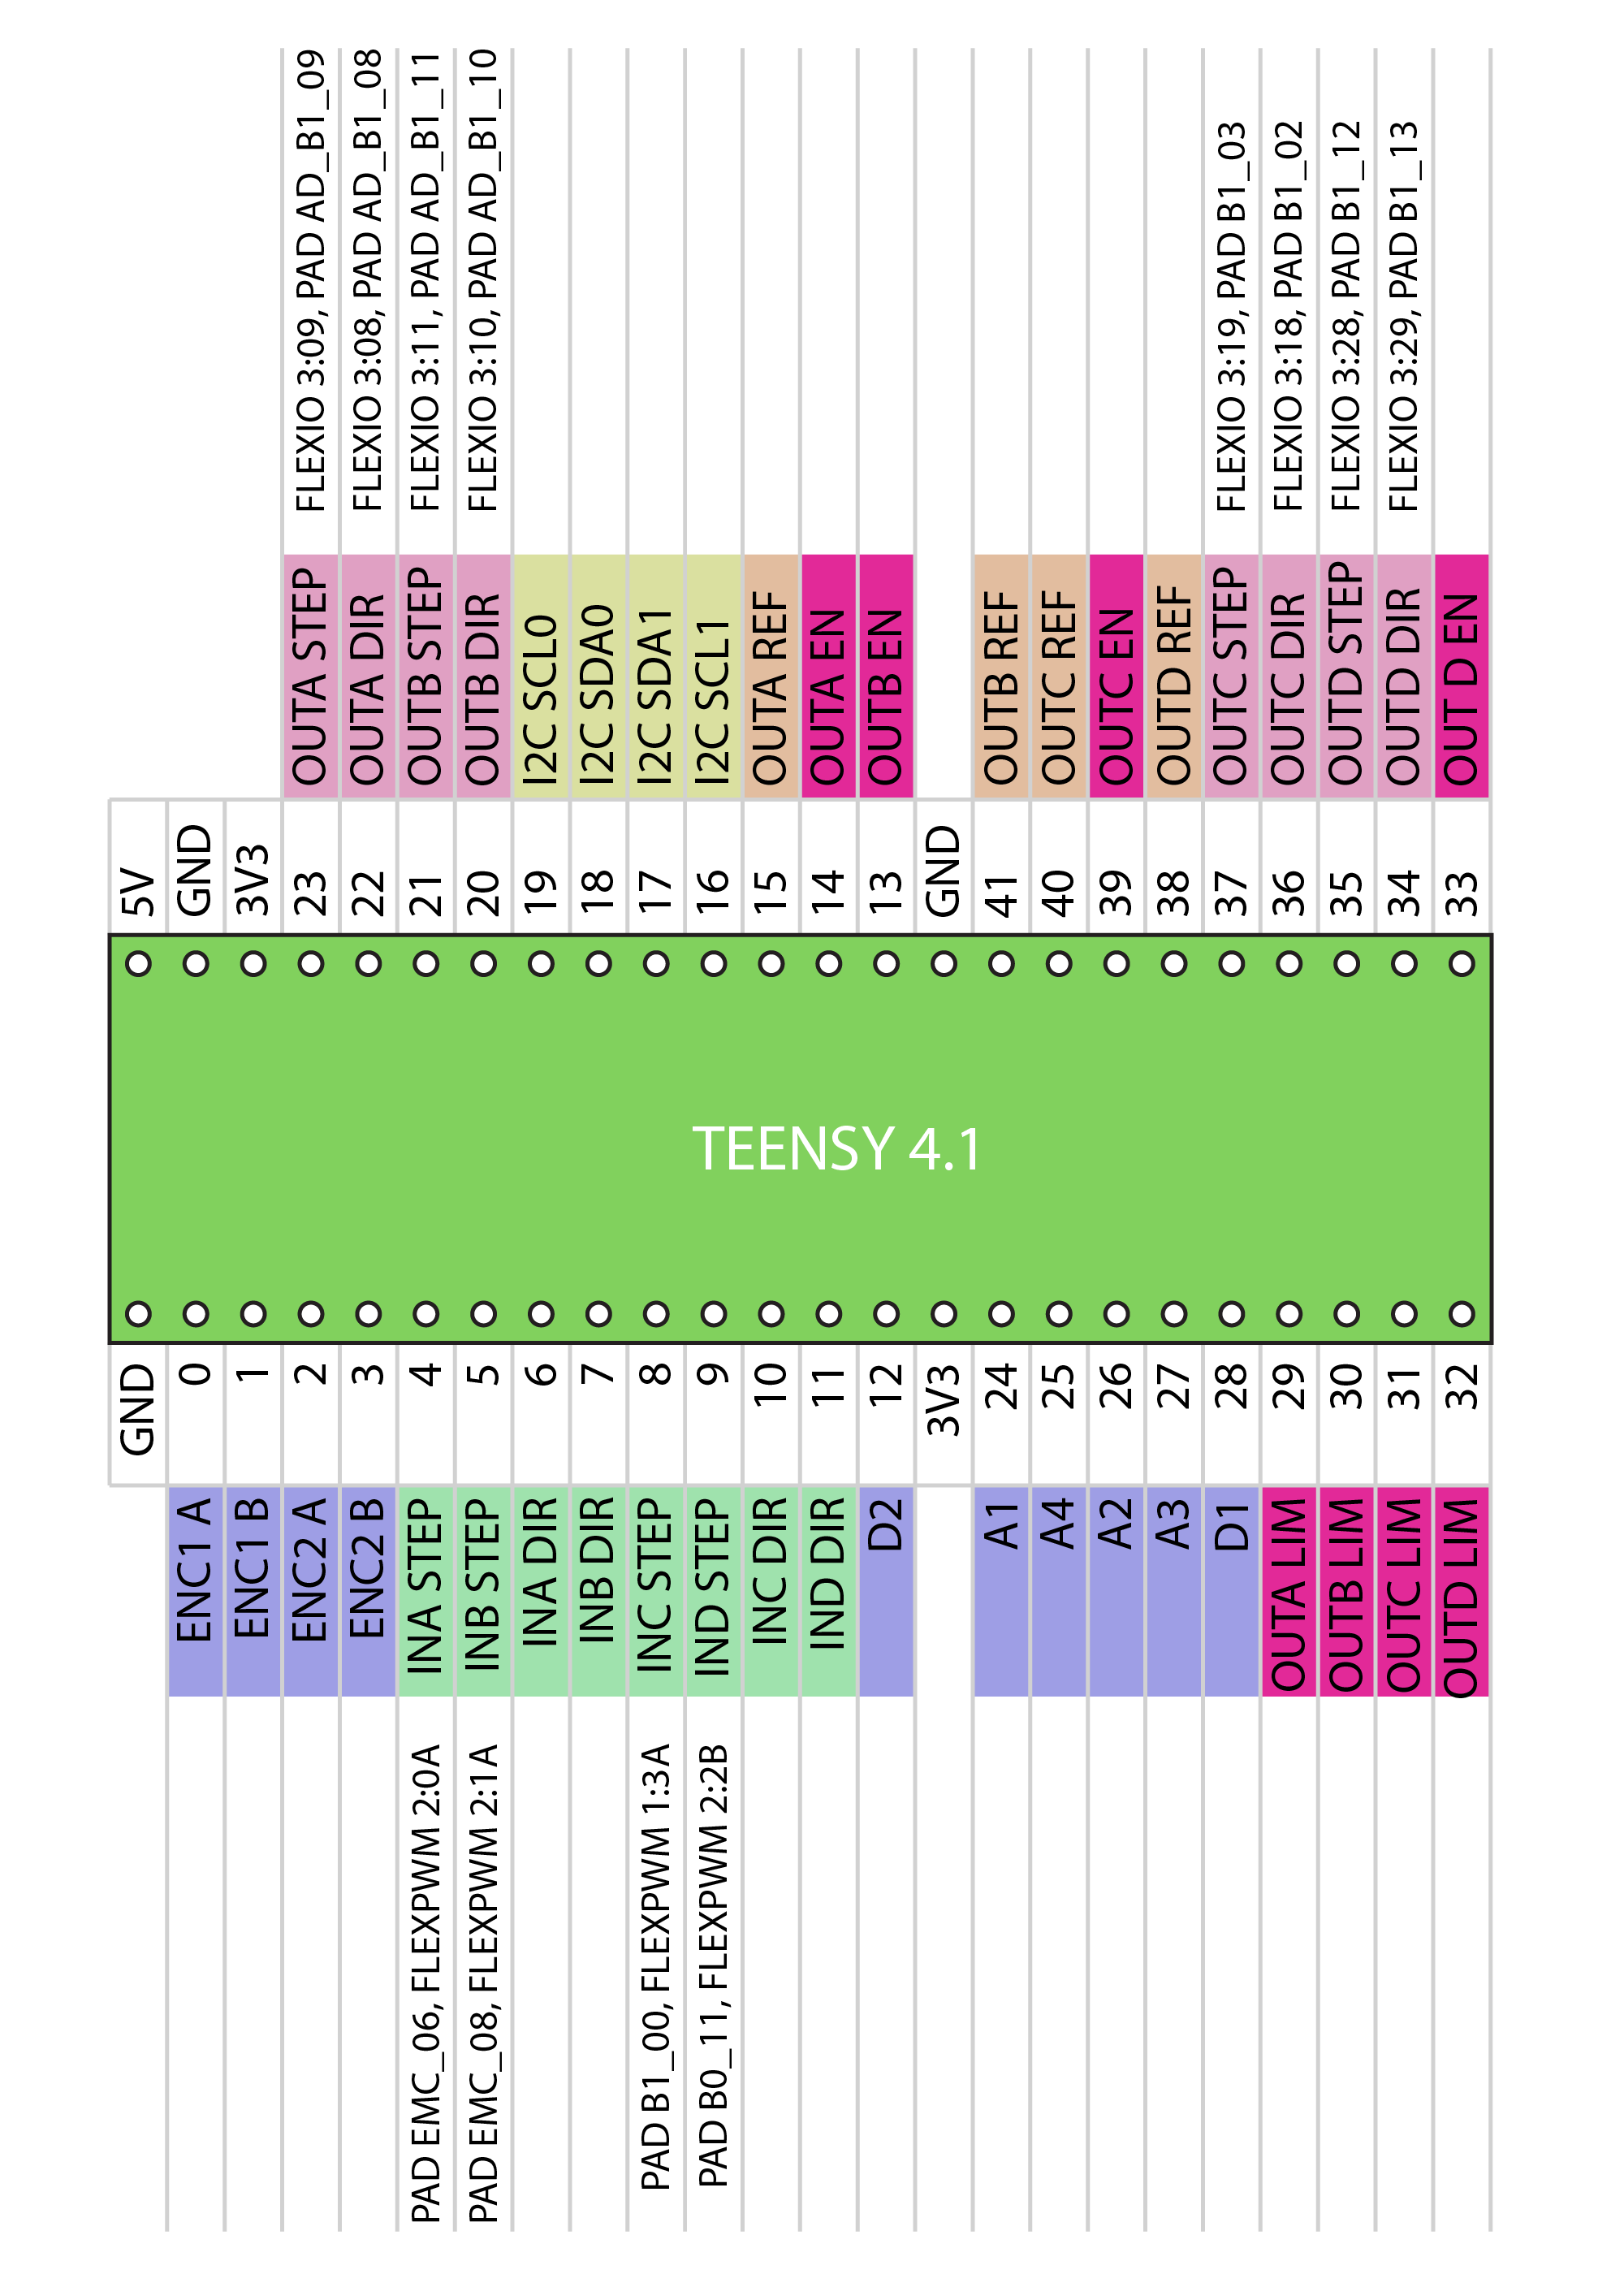 FLEXIO 3:09, PAD AD_B1_09
FLEXIO 3:08, PAD AD_B1_08
FLEXIO 3:11, PAD AD_B1_11
FLEXIO 3:10, PAD AD_B1_10
FLEXIO 3:19, PAD B1_03
FLEXIO 3:18, PAD B1_02
FLEXIO 3:28, PAD B1_12
FLEXIO 3:29, PAD B1_13
OUTA STEP
OUTA DIR
OUTB STEP
OUTB DIR
I2C SCL0
I2C SDA0
I2C SDA1
I2C SCL1
OUTA REF
OUTA EN
OUTB EN
OUTB REF
OUTC REF
OUTC EN
OUTD REF
OUTC STEP
OUTC DIR
OUTD STEP
OUTD DIR
OUT D EN
5V
GND
3V3
23
22
21
20
19
18
17
16
15
14
13
GND
41
40
39
38
37
36
35
34
33
TEENSY 4.1
GND
0
1
2
3
4
5
6
7
8
9
10
11
12
3V3
24
25
26
27
28
29
30
31
32
ENC1 A
ENC1 B
ENC2 A
ENC2 B
INA STEP
INB STEP
INA DIR
INB DIR
INC STEP
IND STEP
INC DIR
IND DIR
D2
A1
A4
A2
A3
D1
OUTA LIM
OUTB LIM
OUTC LIM
OUTD LIM
PAD EMC_06, FLEXPWM 2:0A
PAD EMC_08, FLEXPWM 2:1A
PAD B1_00, FLEXPWM 1:3A
PAD B0_11, FLEXPWM 2:2B